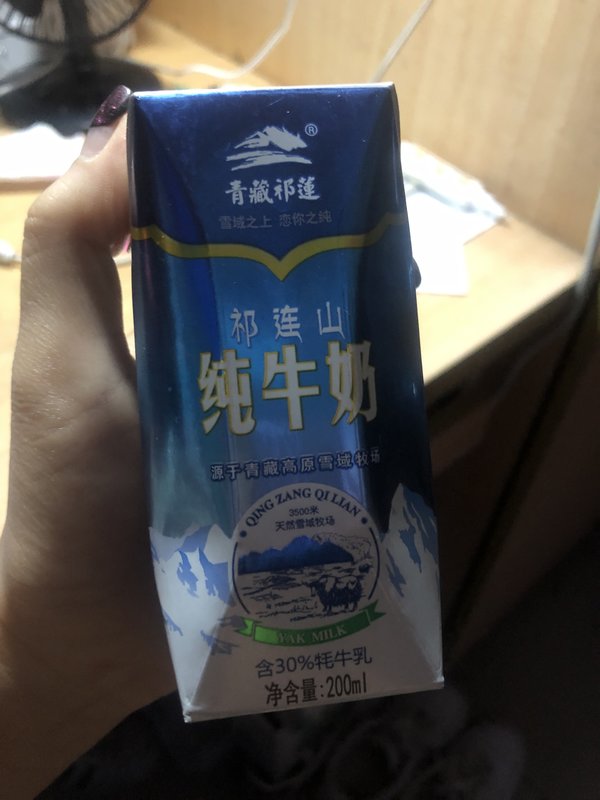 ®
青藏祁蓮
雪域之上 恋你之纯
祁连山
纯牛奶
源于青藏高原雪域牧场
QING ZANG QI LIAN
3500米
天然雪域牧场
YAK MILK
含30%牦牛乳
净含量:200ml